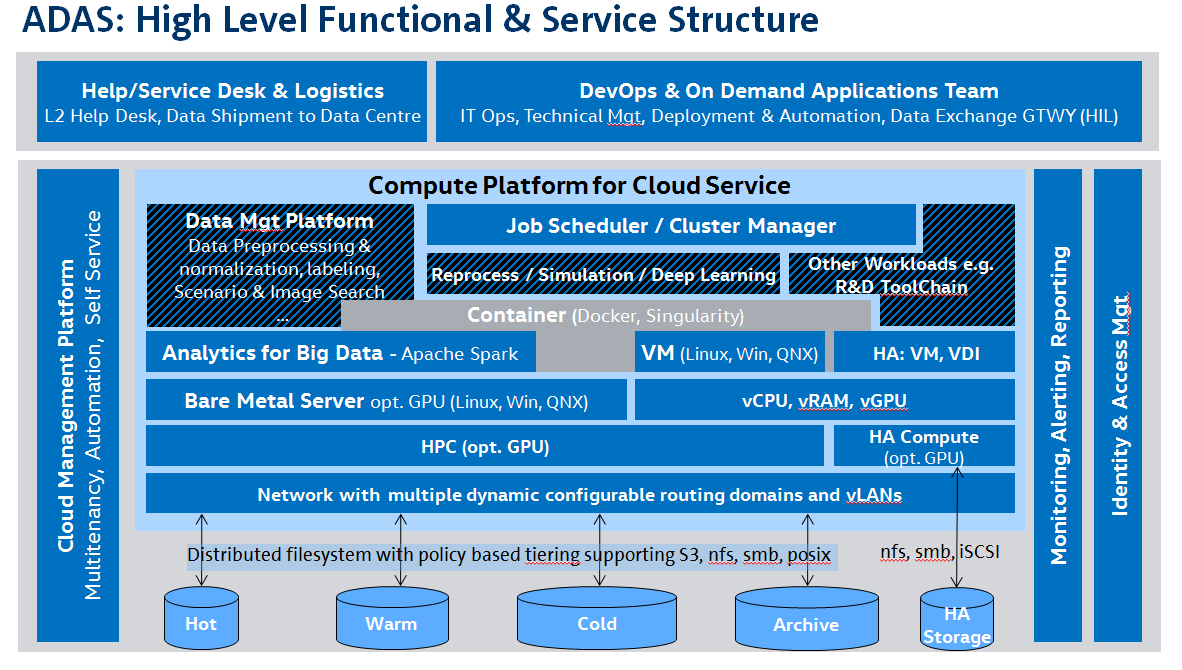 ADAS: High Level Functional & Service Structure
Help/Service Desk & Logistics
L2 Help Desk, Data Shipment to Data Centre
DevOps & On Demand Applications Team
IT Ops, Technical Mgt, Deployment & Automation, Data Exchange GTWY (HIL)
Cloud Management Platform
Multitenancy, Automation, Self Service
Compute Platform for Cloud Service
Data Mgt Platform
Data Preprocessing &
normalization, labeling,
Scenario & Image Search
...
Job Scheduler / Cluster Manager
Reprocess / Simulation / Deep Learning
Other Workloads e.g.
R&D ToolChain
Container (Docker, Singularity)
Analytics for Big Data - Apache Spark
VM (Linux, Win, QNX)
HA: VM, VDI
Bare Metal Server opt. GPU (Linux, Win, QNX)
vCPU, vRAM, vGPU
HPC (opt. GPU)
HA Compute
(opt. GPU)
Network with multiple dynamic configurable routing domains and vLANs
Distributed filesystem with policy based tiering supporting S3, nfs, smb, posix
nfs, smb, iSCSI
Hot
Warm
Cold
Archive
HA
Storage
Monitoring, Alerting, Reporting
Identity & Access Mgt